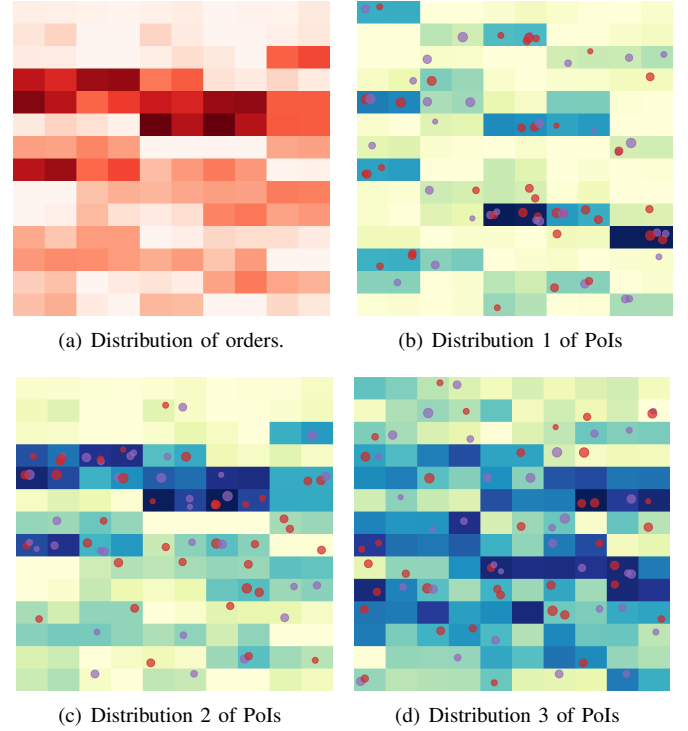 (a) Distribution of orders.
(b) Distribution 1 of PoIs
(c) Distribution 2 of PoIs
(d) Distribution 3 of PoIs